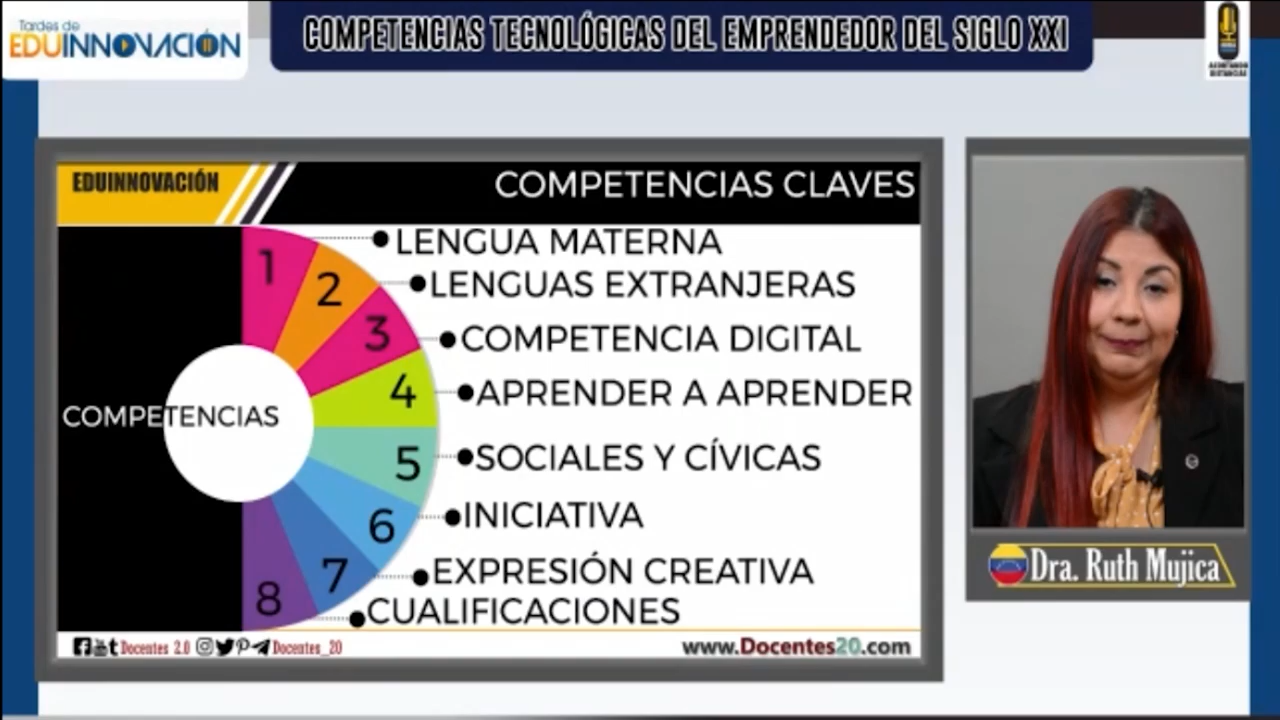 Tardes de
EDUINNOVACIÓN
COMPETENCIAS TECNOLÓGICAS DEL EMPRENDEDOR DEL SIGLO XXI
ACORTANDO
DISTANCIAS
EDUINNOVACIÓN
COMPETENCIAS CLAVES
COMPETENCIAS
1
LENGUA MATERNA
2
LENGUAS EXTRANJERAS
3
COMPETENCIA DIGITAL
4
APRENDER A APRENDER
5
SOCIALES Y CÍVICAS
6
INICIATIVA
7
EXPRESIÓN CREATIVA
8
CUALIFICACIONES
Docentes 2.0
Docentes_20
www.Docentes20.com
Dra. Ruth Mujica